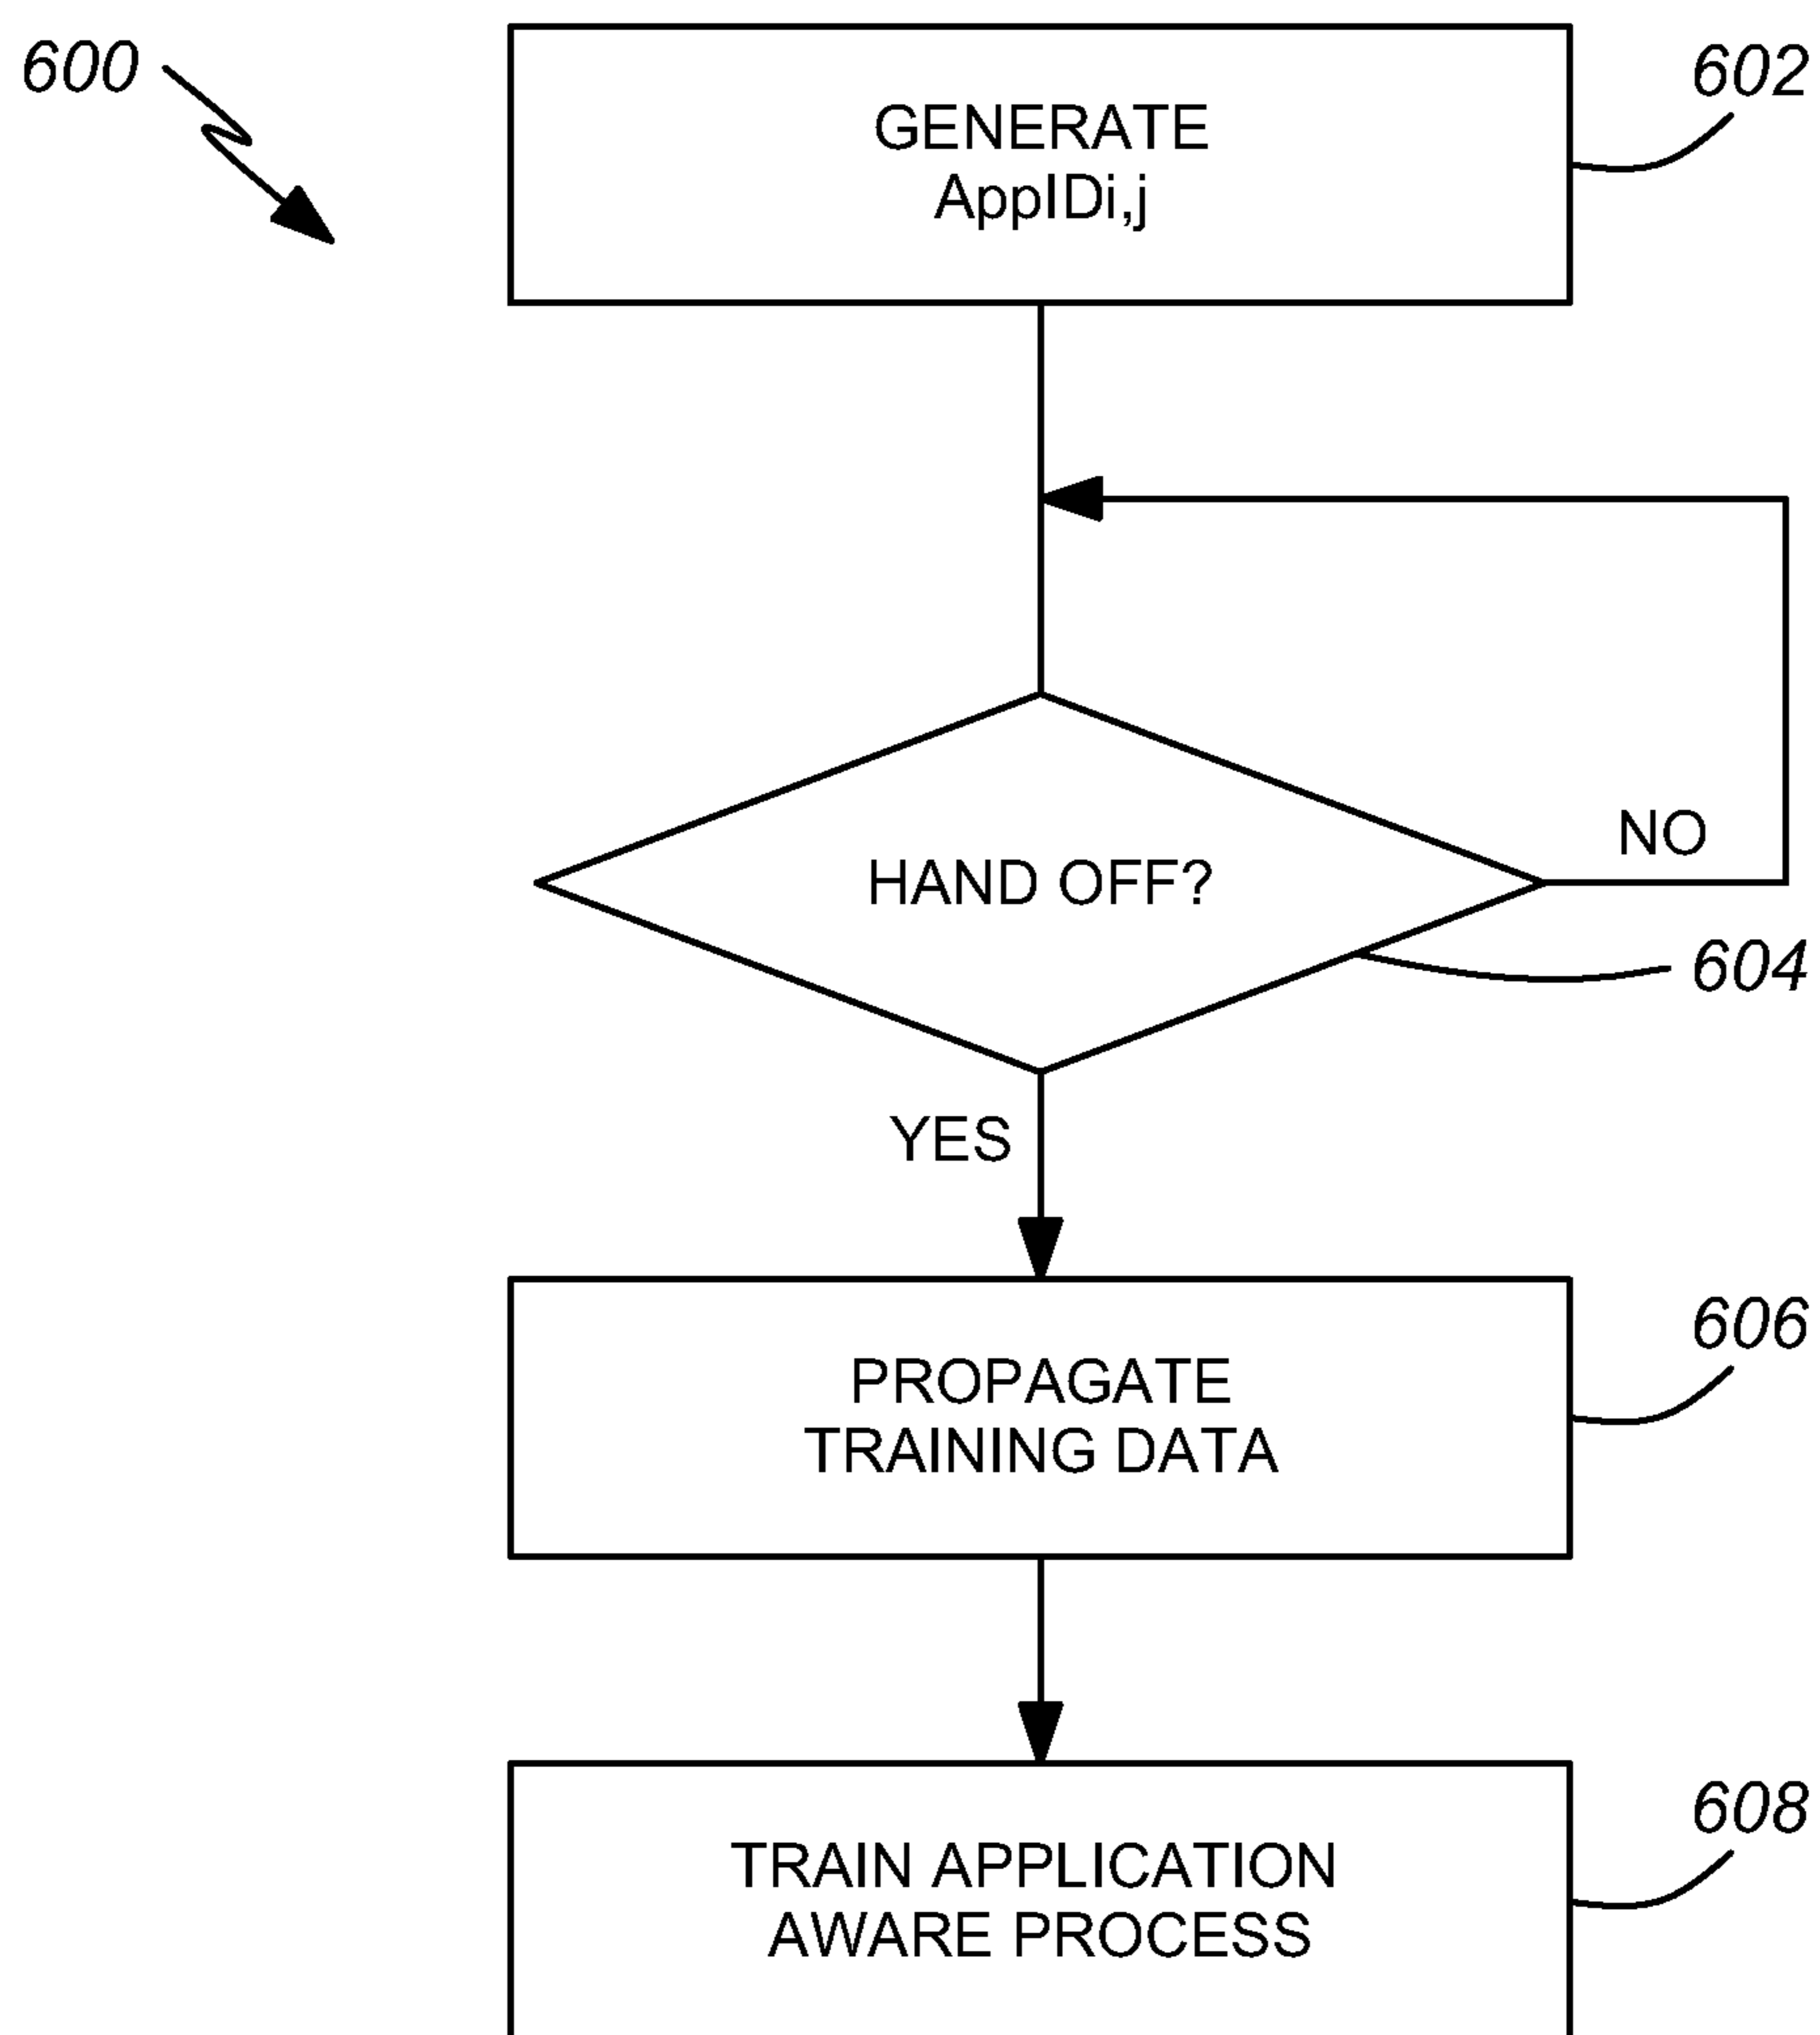 600
602
GENERATE
AppIDi,j
NO
HAND OFF?
604
YES
606
PROPAGATE
TRAINING DATA
608
TRAIN APPLICATION
AWARE PROCESS